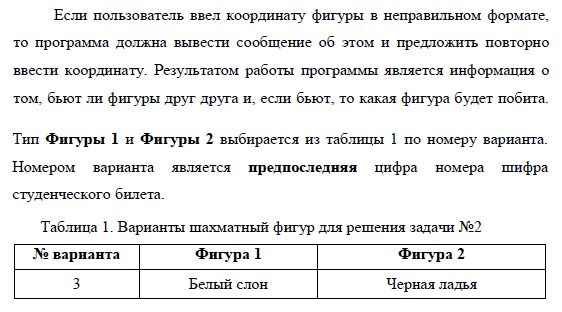 Если пользователь ввел координату фигуры в неправильном формате,
то программа должна вывести сообщение об этом и предложить повторно
ввести координату. Результатом работы программы является информация о
том, бьют ли фигуры друг друга и, если бьют, то какая фигура будет побита.
Тип Фигуры 1 и Фигуры 2 выбирается из таблицы 1 по номеру варианта.
Номером варианта является предпоследняя цифра номера шифра
студенческого билета.
Таблица 1. Варианты шахматный фигур для решения задачи №2
№ варианта Фигура 1 Фигура 2
3 Белый слон Черная ладья